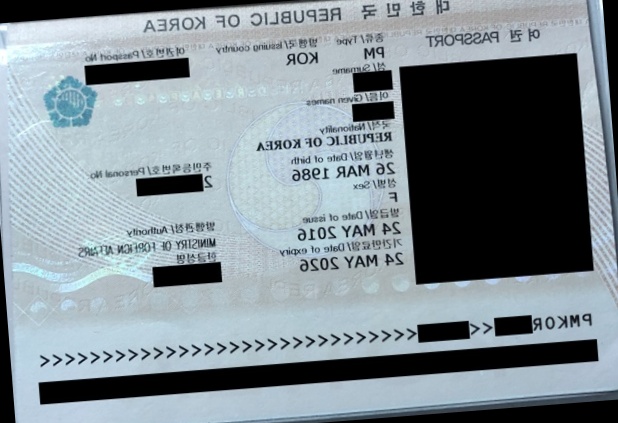 대한민국 REPUBLIC OF KOREA
여권 PASSPORT
종류/Type 발행국/Issuing country 여권번호/Passport No
PM KOR
성/Surname
이름/Given names
국적/Nationality
REPUBLIC OF KOREA
생년월일/Date of birth 주민등록번호/Personal No
26 MAR 1986 2
성별/Sex
F
발급일/Date of issue 발행관청/Authority
24 MAY 2016 MINISTRY OF FOREIGN AFFAIRS
기간만료일/Date of expiry 한글성명
24 MAY 2026
PMKOR << <<<<<<<<<<<<<<<<<<<<<<<<<<<<<<